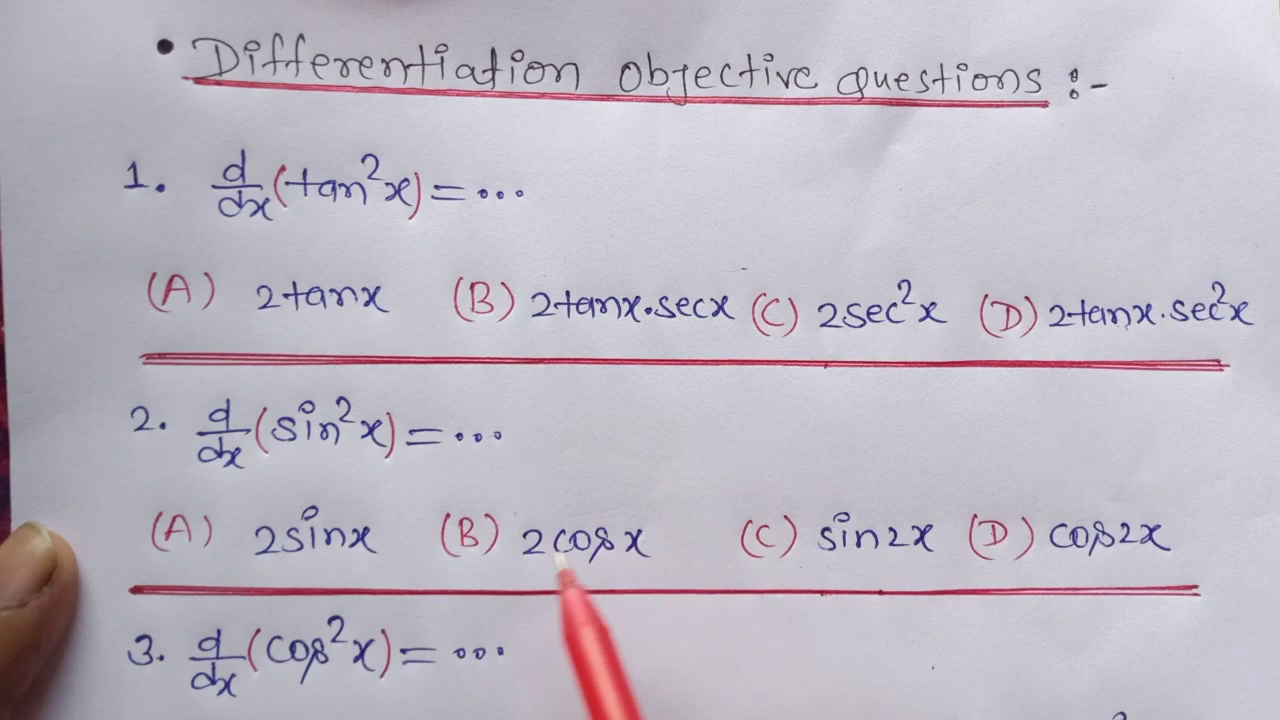 • Differentiation objective questions :-
1. d/dx (tan²x) = ...
(A) 2tanx (B) 2tanx.secx (C) 2sec²x (D) 2tanx.sec²x
2. d/dx (sin²x) = ...
(A) 2sinx (B) 2cosx (C) sin2x (D) cos2x
3. d/dx (cos²x) = ...